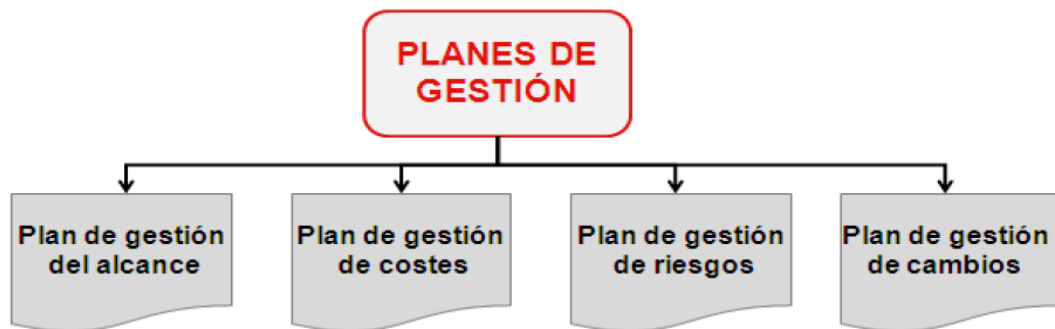 PLANES DE
GESTIÓN
Plan de gestión
del alcance
Plan de gestión
de costes
Plan de gestión
de riesgos
Plan de gestión
de cambios